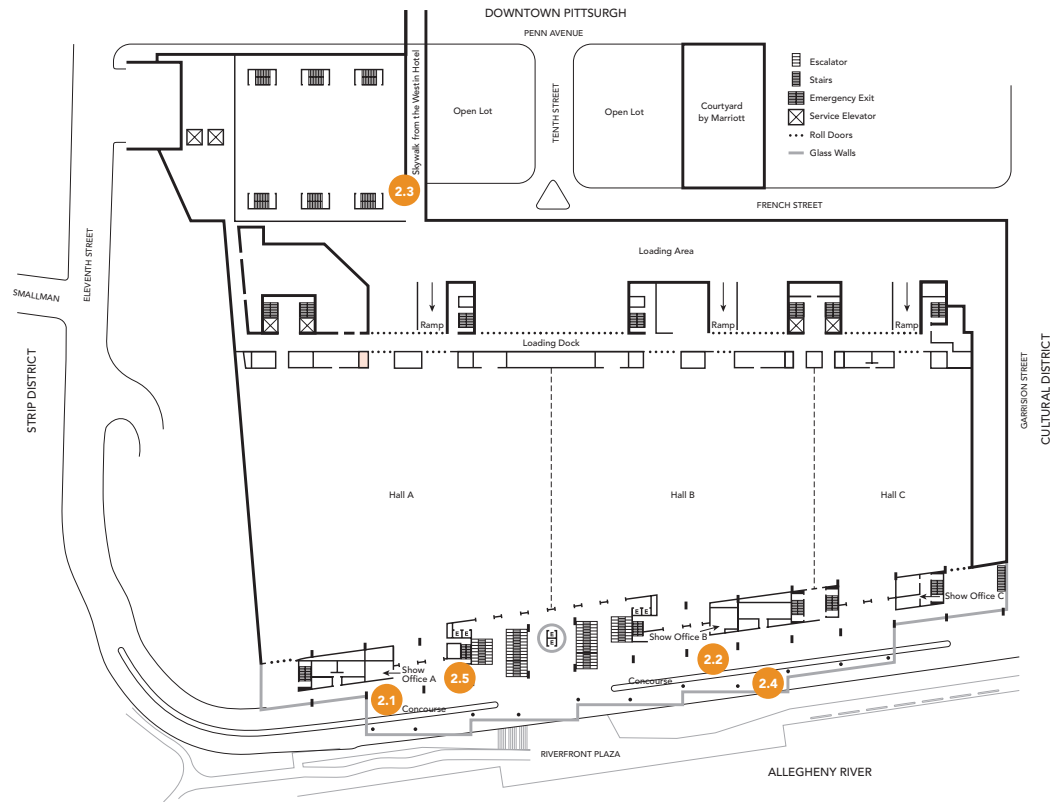 DOWNTOWN PITTSURGH
PENN AVENUE
Skywalk from the Westin Hotel
Open Lot
TENTH STREET
Open Lot
Courtyard
by Marriott
Escalator
Stairs
Emergency Exit
Service Elevator
Roll Doors
Glass Walls
2.3
FRENCH STREET
ELEVENTH STREET
SMALLMAN
STRIP DISTRICT
Loading Area
Ramp
Ramp
Ramp
Loading Dock
GARRISION STREET
CULTURAL DISTRICT
Hall A
Hall B
Hall C
Show Office C
E E
E
E
E E
Show Office B
Show
Office A
2.5
2.2
2.4
2.1
Concourse
Concourse
RIVERFRONT PLAZA
ALLEGHENY RIVER